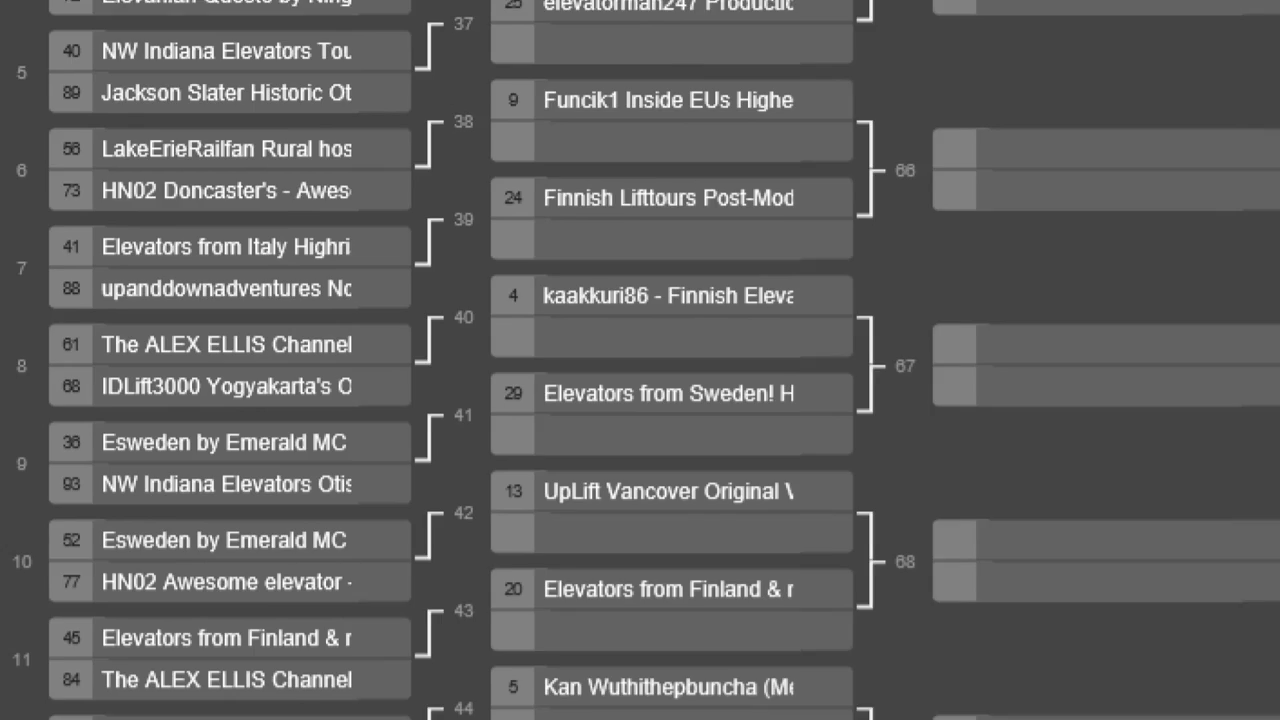 37
5
40 NW Indiana Elevators Tou
89 Jackson Slater Historic Ot
38
6
56 LakeErieRailfan Rural hos
73 HN02 Doncaster's - Awes
39
7
41 Elevators from Italy Highri
88 upanddownadventures No
40
8
61 The ALEX ELLIS Channel
68 IDLift3000 Yogyakarta's O
41
9
36 Esweden by Emerald MC
93 NW Indiana Elevators Otis
42
10
52 Esweden by Emerald MC
77 HN02 Awesome elevator -
43
11
45 Elevators from Finland & r
84 The ALEX ELLIS Channel
44
25 elevatorman247 Productic
9 Funcik1 Inside EUs Highe
24 Finnish Lifttours Post-Mod
66
4 kaakkuri86 - Finnish Eleva
29 Elevators from Sweden! H
67
13 UpLift Vancover Original V
20 Elevators from Finland & r
68
5 Kan Wuthithepbuncha (Me